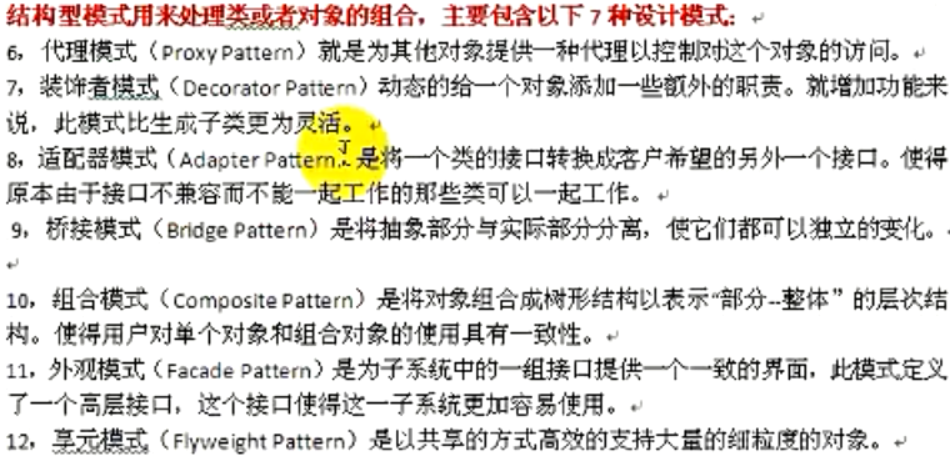 结构型模式用来处理类或者对象的组合，主要包含以下 7 种设计模式：
6，代理模式（Proxy Pattern）就是为其他对象提供一种代理以控制对这个对象的访问。
7，装饰者模式（Decorator Pattern）动态的给一个对象添加一些额外的职责。就增加功能来
说，此模式比生成子类更为灵活。
8，适配器模式（Adapter Pattern 是将一个类的接口转换成客户希望的另外一个接口。使得
原本由于接口不兼容而不能一起工作的那些类可以一起工作。
9，桥接模式（Bridge Pattern）是将抽象部分与实际部分分离，使它们都可以独立的变化。
10，组合模式（Composite Pattern）是将对象组合成树形结构以表示“部分--整体”的层次结
构。使得用户对单个对象和组合对象的使用具有一致性。
11，外观模式（Facade Pattern）是为子系统中的一组接口提供一个一致的界面，此模式定义
了一个高层接口，这个接口使得这一子系统更加容易使用。
12，享元模式（Flyweight Pattern）是以共享的方式高效的支持大量的细粒度的对象。